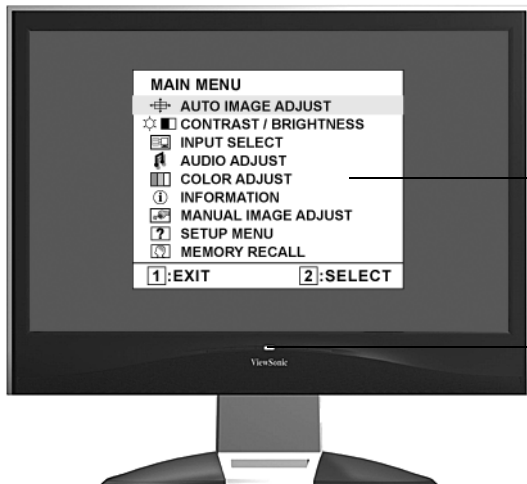 MAIN MENU
AUTO IMAGE ADJUST
CONTRAST / BRIGHTNESS
INPUT SELECT
AUDIO ADJUST
COLOR ADJUST
INFORMATION
MANUAL IMAGE ADJUST
? SETUP MENU
MEMORY RECALL
1:EXIT 2:SELECT
ViewSonic